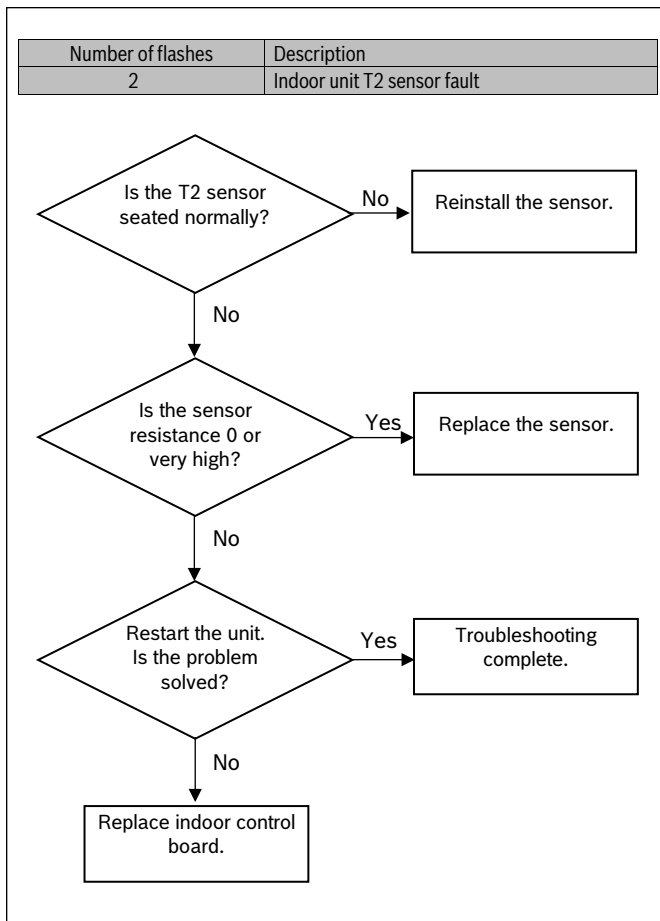 Number of flashes Description
2 Indoor unit T2 sensor fault
Is the T2 sensor
seated normally?
No
Reinstall the sensor.
No
Is the sensor
resistance 0 or
very high?
Yes
Replace the sensor.
No
Restart the unit.
Is the problem
solved?
Yes
Troubleshooting
complete.
No
Replace indoor control
board.